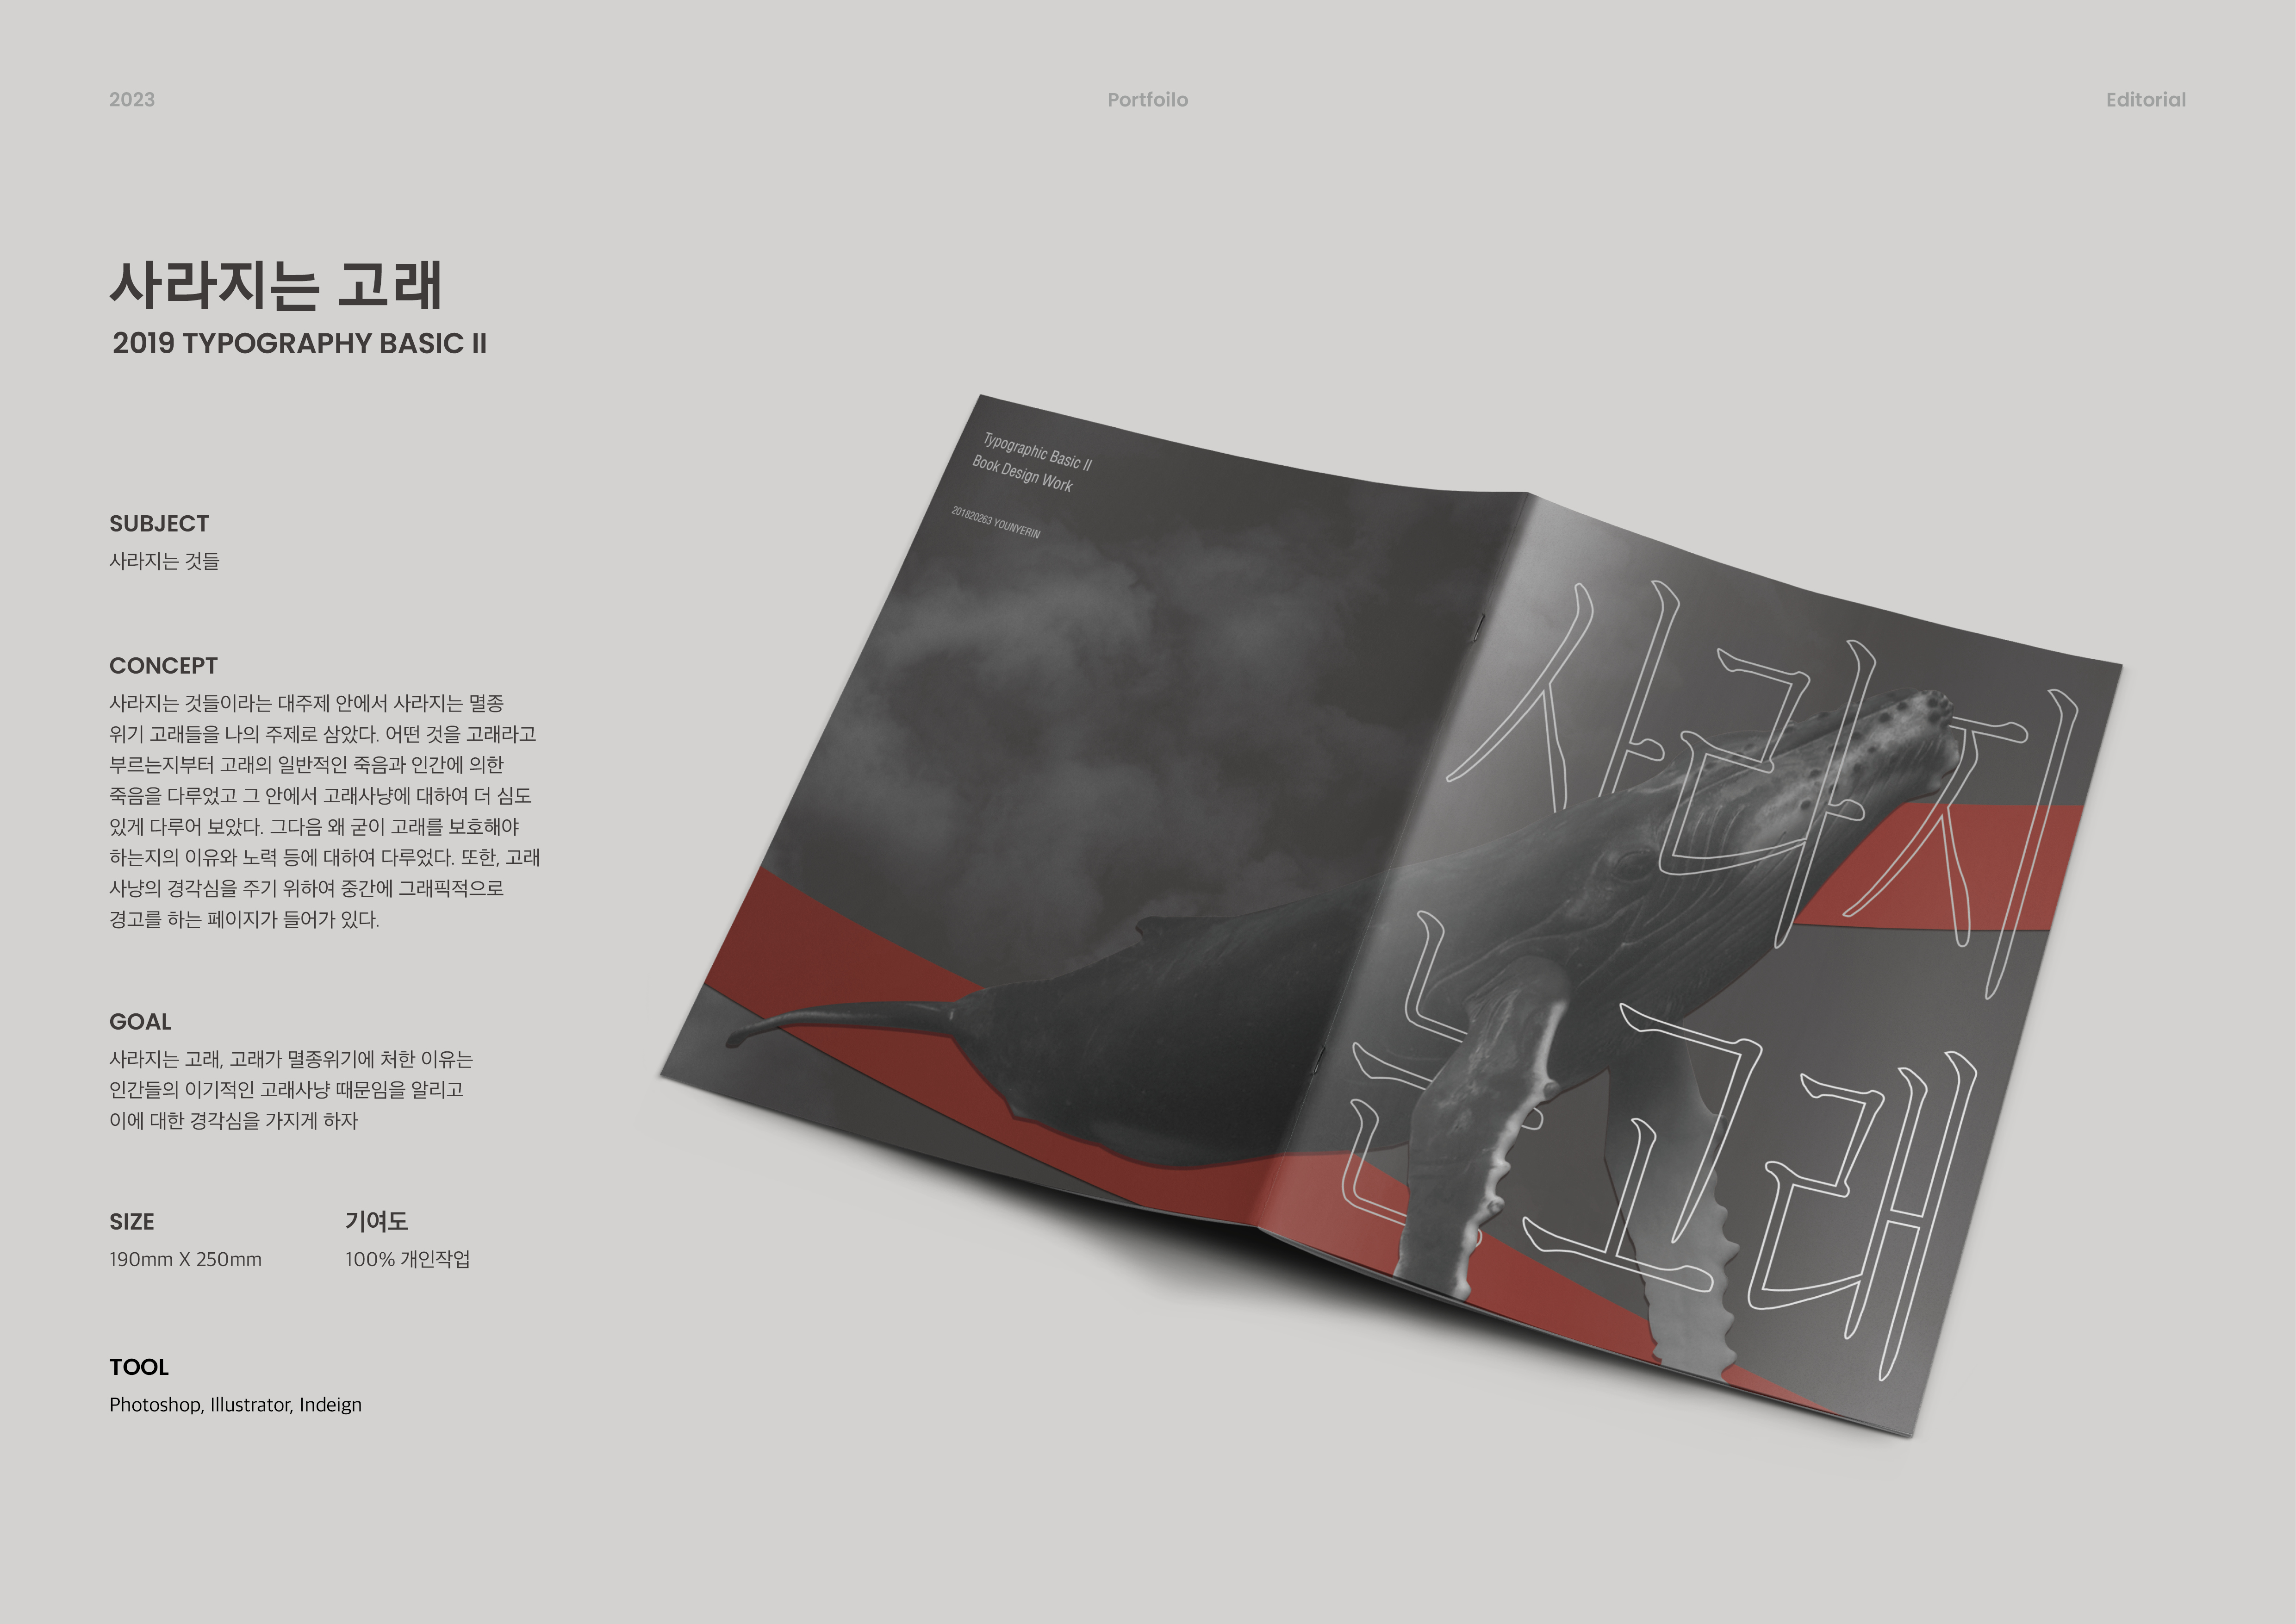 2023
Portfoilo
Editorial
사라지는 고래
2019 TYPOGRAPHY BASIC II
SUBJECT
사라지는 것들
CONCEPT
사라지는 것들이라는 대주제 안에서 사라지는 멸종
위기 고래들을 나의 주제로 삼았다. 어떤 것을 고래라고
부르는지부터 고래의 일반적인 죽음과 인간에 의한
죽음을 다루었고 그 안에서 고래사냥에 대하여 더 심도
있게 다루어 보았다. 그다음 왜 굳이 고래를 보호해야
하는지의 이유와 노력 등에 대하여 다루었다. 또한, 고래
사냥의 경각심을 주기 위하여 중간에 그래픽적으로
경고를 하는 페이지가 들어가 있다.
GOAL
사라지는 고래, 고래가 멸종위기에 처한 이유는
인간들의 이기적인 고래사냥 때문임을 알리고
이에 대한 경각심을 가지게 하자
SIZE
190mm X 250mm
기여도
100% 개인작업
TOOL
Photoshop, Illustrator, Indeign
Typographic Basic II
Book Design Work
201820263 YOUNYERIN
사라지
는 고래